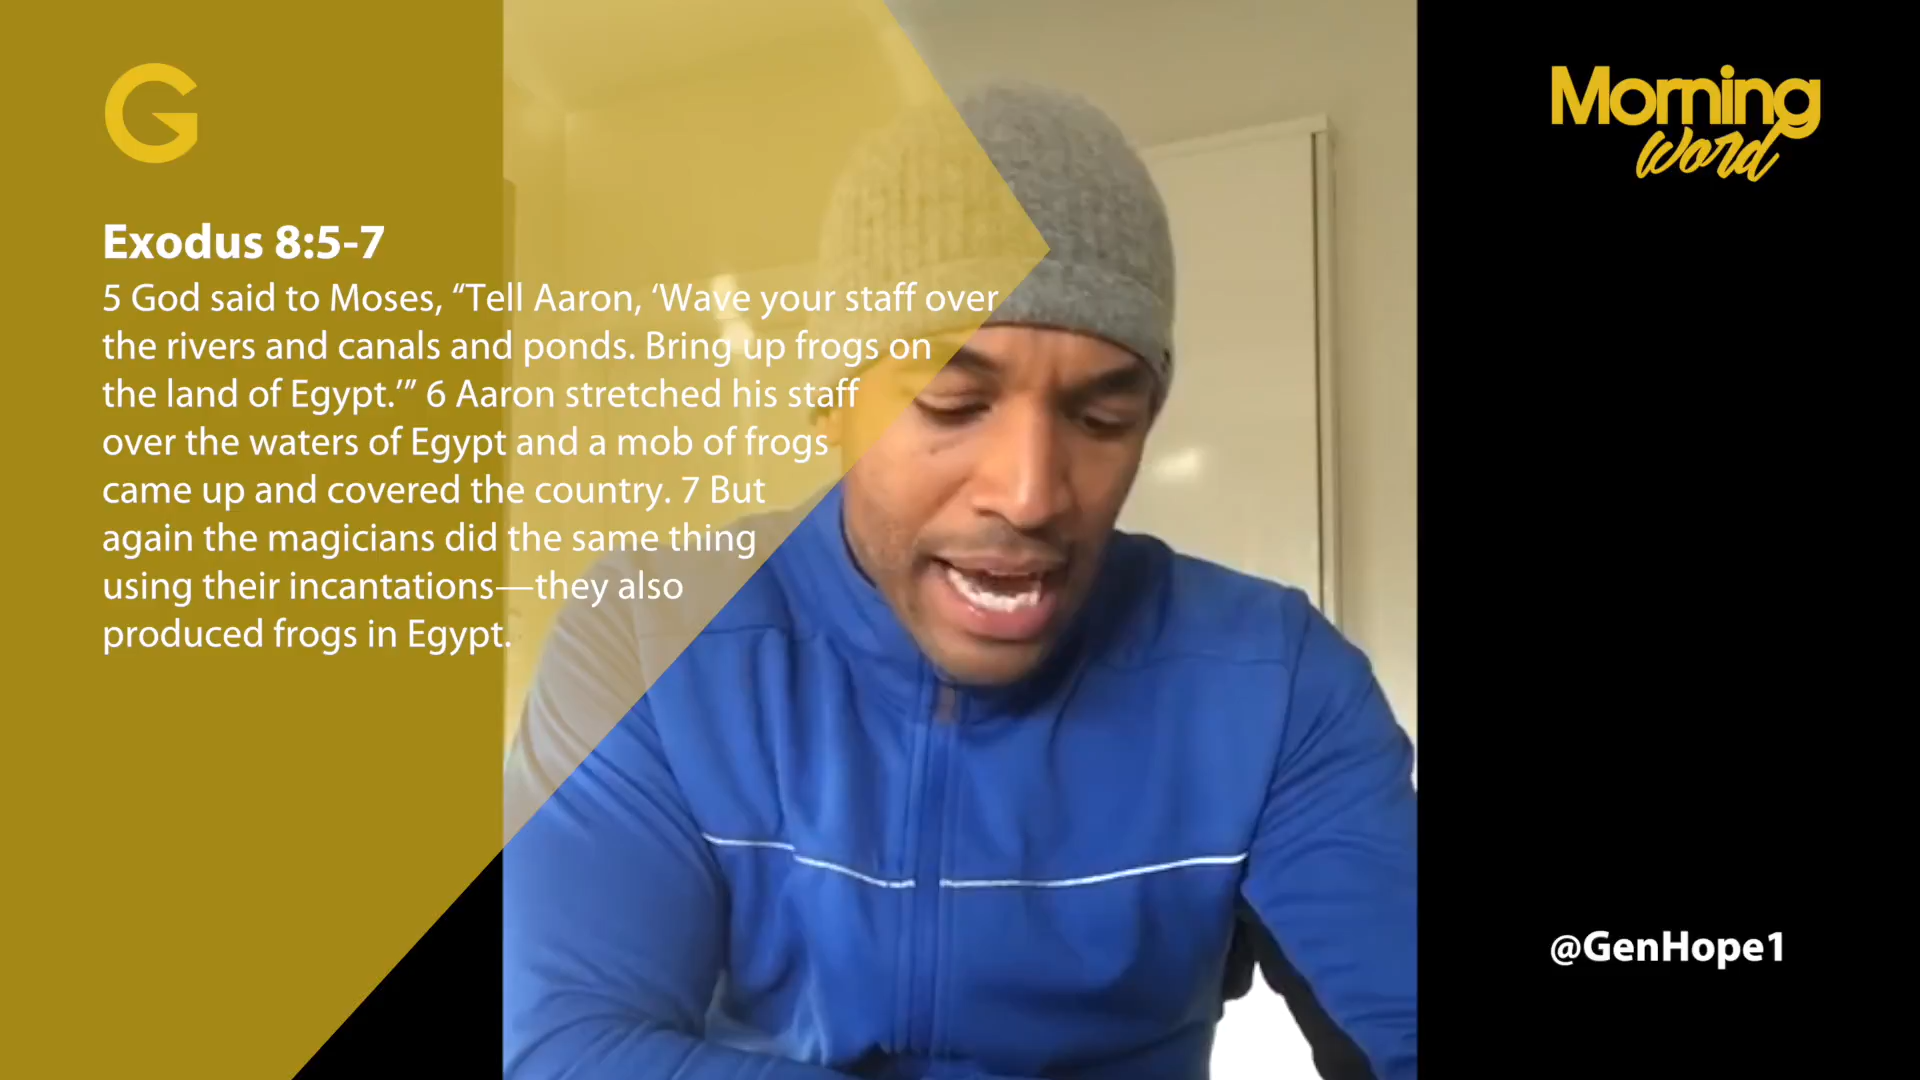 G
Morning
Word
Exodus 8:5-7
5 God said to Moses, “Tell Aaron, ‘Wave your staff over
the rivers and canals and ponds. Bring up frogs on
the land of Egypt.’” 6 Aaron stretched his staff
over the waters of Egypt and a mob of frogs
came up and covered the country. 7 But
again the magicians did the same thing
using their incantations—they also
produced frogs in Egypt.
@GenHope1